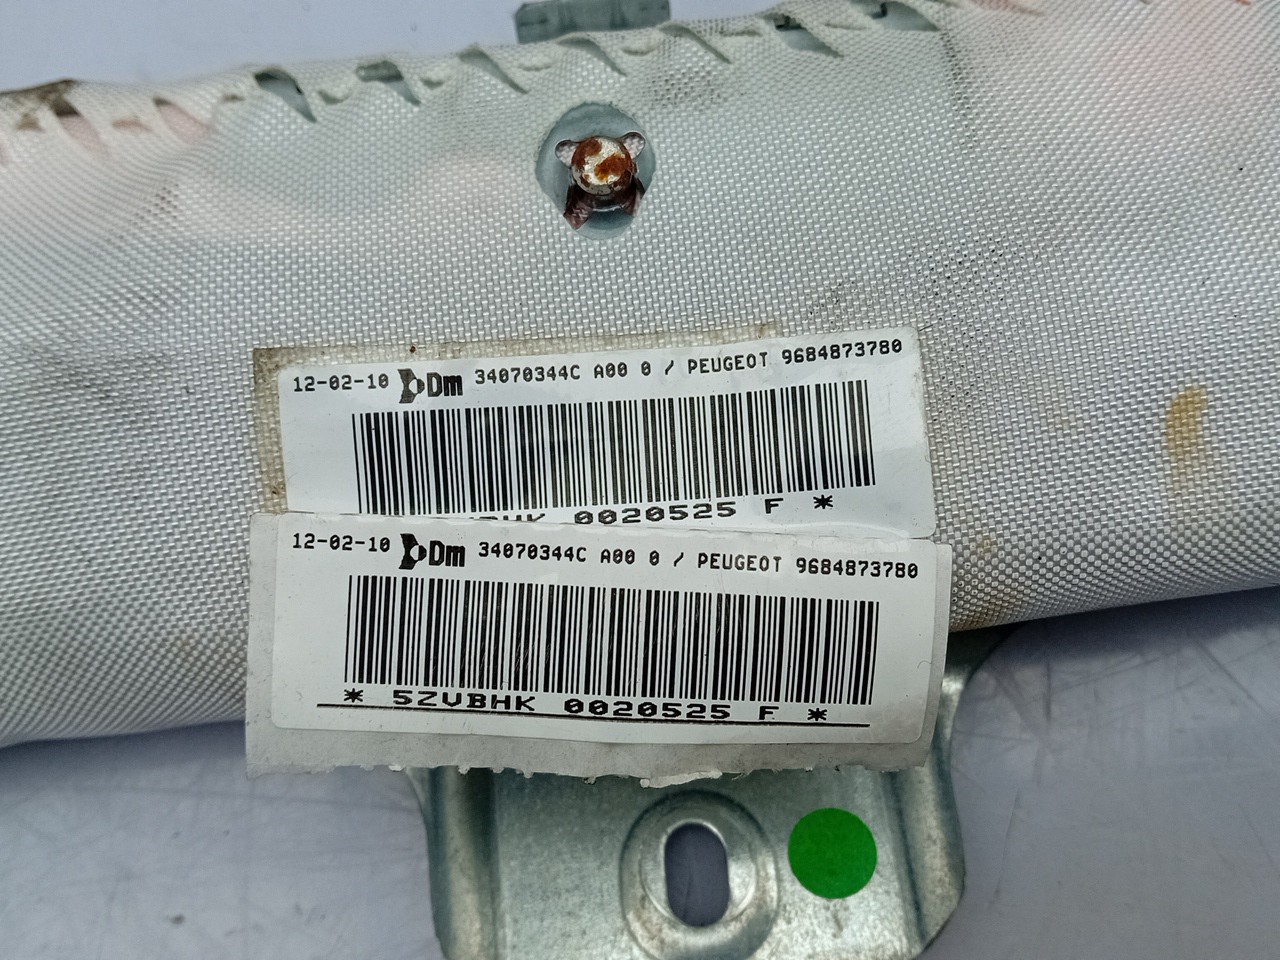 12-02-10 Dm 34070344C A00 0 / PEUGEOT 9684873780
0020525 F *
12-02-10 Dm 34070344C A00 0 / PEUGEOT 9684873780
* 5ZVBHK 0020525 F *